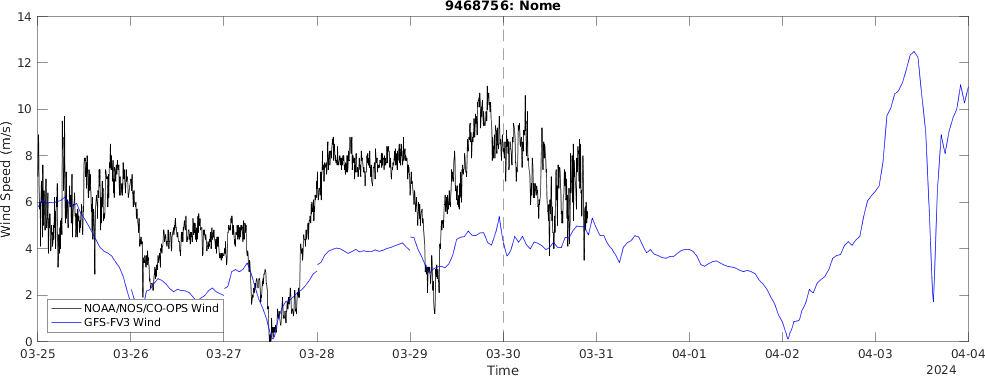 9468756: Nome
Wind Speed (m/s)
14
12
10
8
6
4
2
0
NOAA/NOS/CO-OPS Wind
GFS-FV3 Wind
03-25 03-26 03-27 03-28 03-29 03-30 03-31 04-01 04-02 04-03 04-04
Time
2024